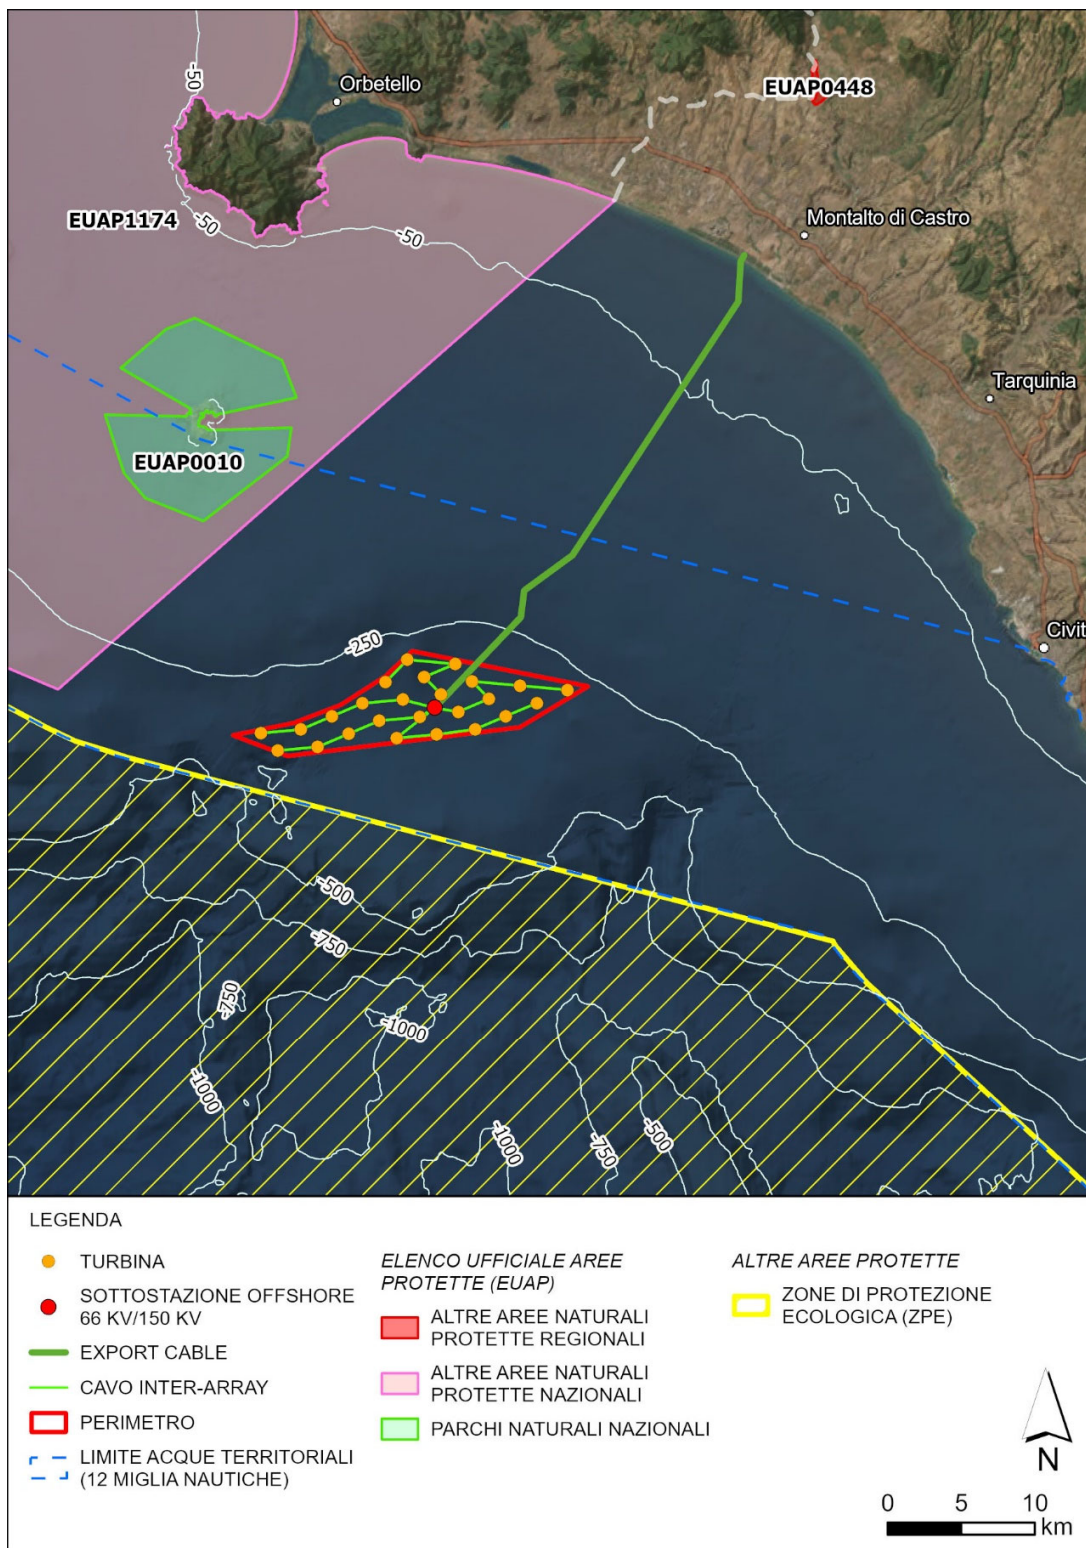 -50
Orbetello
EUAP0448
EUAP1174
-50
-50
Montalto di Castro
Tarquinia
EUAP0010
Civit
-250
-500
-750
-750
-1000
-1000
-1000
-750
-500
LEGENDA
TURBINA
SOTTOSTAZIONE OFFSHORE
66 KV/150 KV
EXPORT CABLE
CAVO INTER-ARRAY
PERIMETRO
LIMITE ACQUE TERRITORIALI
(12 MIGLIA NAUTICHE)
ELENCO UFFICIALE AREE
PROTETTE (EUAP)
ALTRE AREE NATURALI
PROTETTE REGIONALI
ALTRE AREE NATURALI
PROTETTE NAZIONALI
PARCHI NATURALI NAZIONALI
ALTRE AREE PROTETTE
ZONE DI PROTEZIONE
ECOLOGICA (ZPE)
N
0 5 10
km